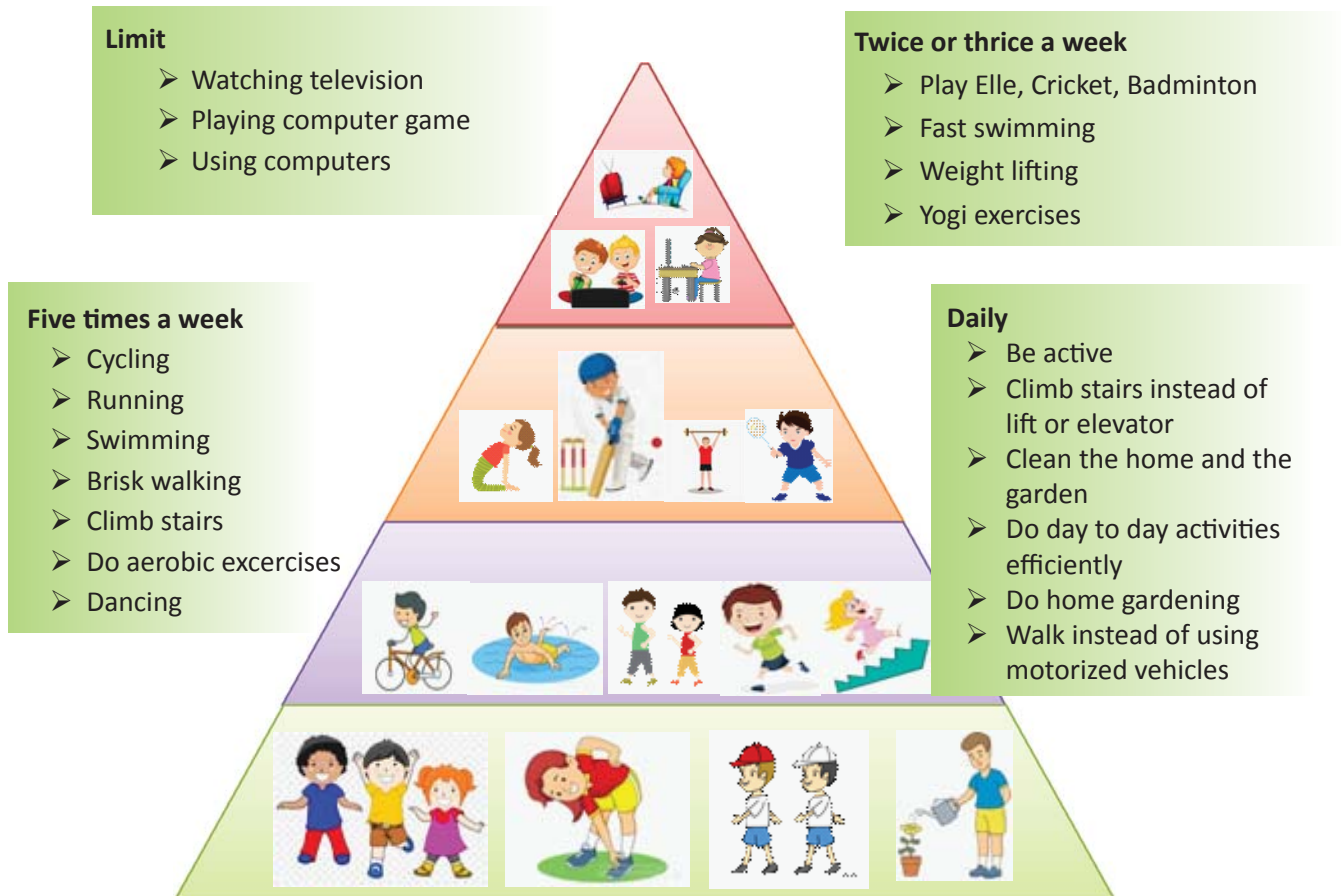 Limit
➢ Watching television
➢ Playing computer game
➢ Using computers
Twice or thrice a week
➢ Play Elle, Cricket, Badminton
➢ Fast swimming
➢ Weight lifting
➢ Yogi exercises
Five times a week
➢ Cycling
➢ Running
➢ Swimming
➢ Brisk walking
➢ Climb stairs
➢ Do aerobic excercises
➢ Dancing
Daily
➢ Be active
➢ Climb stairs instead of
lift or elevator
➢ Clean the home and the
garden
➢ Do day to day activities
efficiently
➢ Do home gardening
➢ Walk instead of using
motorized vehicles